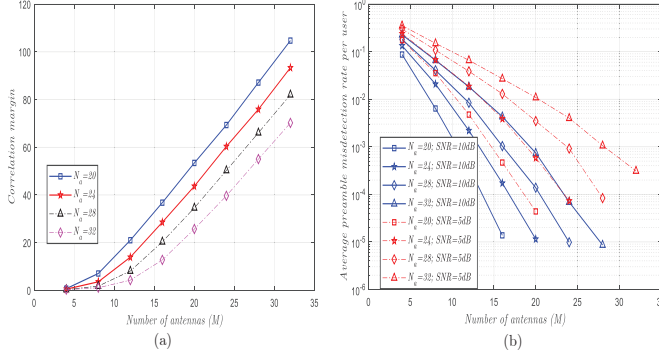 120
100
80
60
40
20
0
Correlation margin
N_a=20
N_a=24
N_a=28
N_a=32
0 5 10 15 20 25 30 35
Number of antennas (M)
(a)
10^0
10^-1
10^-2
10^-3
10^-4
10^-5
10^-6
Average preamble misdetection rate per user
N_a=20; SNR=10dB
N_a=24; SNR=10dB
N_a=28; SNR=10dB
N_a=32; SNR=10dB
N_a=20; SNR=5dB
N_a=24; SNR=5dB
N_a=28; SNR=5dB
N_a=32; SNR=5dB
0 5 10 15 20 25 30
Number of antennas (M)
(b)